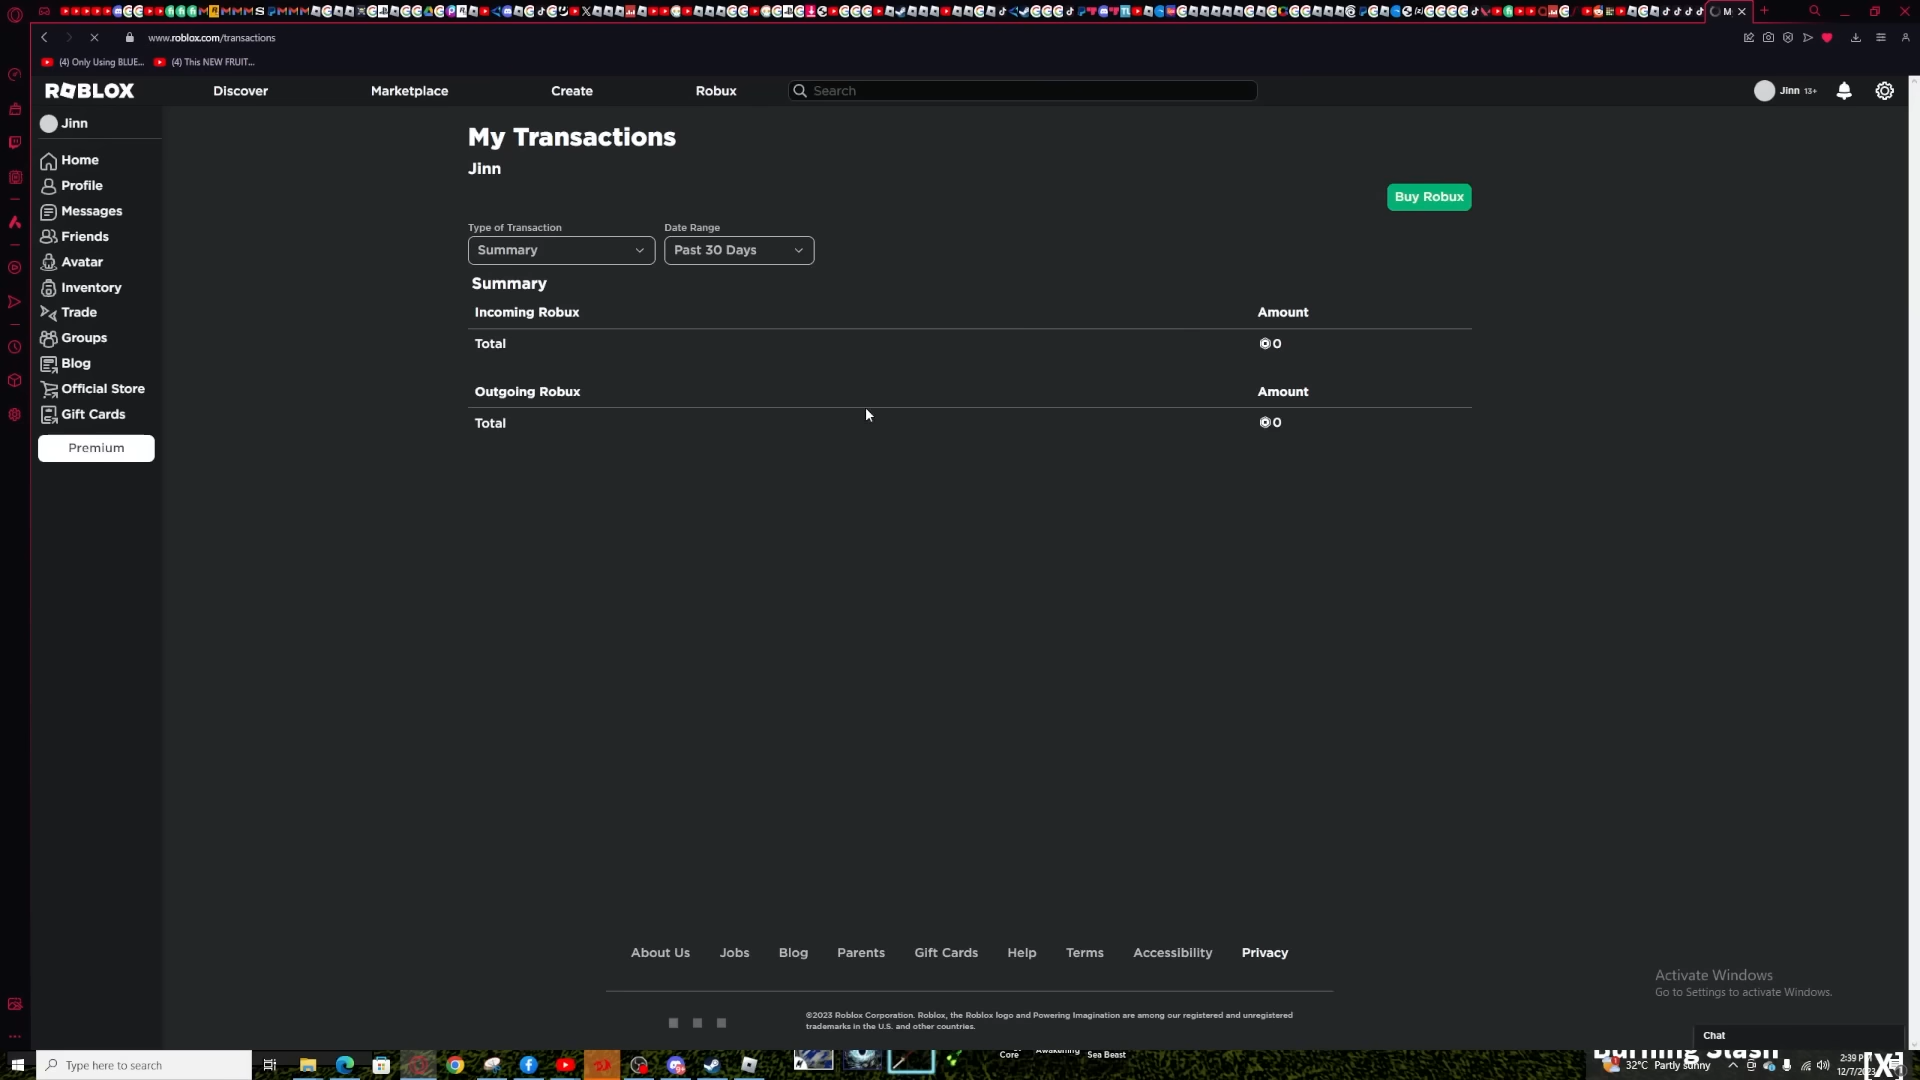 www.roblox.com/transactions
(4) Only Using BLUE...
(4) This NEW FRUIT...
ROBLOX
Discover
Marketplace
Create
Robux
Search
Jinn 13+
Jinn
Home
Profile
Messages
Friends
Avatar
Inventory
Trade
Groups
Blog
Official Store
Gift Cards
Premium
My Transactions
Jinn
Buy Robux
Type of Transaction
Date Range
Summary
Past 30 Days
Summary
Incoming Robux Amount
Total 0
Outgoing Robux Amount
Total 0
About Us Jobs Blog Parents Gift Cards Help Terms Accessibility Privacy
©2023 Roblox Corporation. Roblox, the Roblox logo and Powering Imagination are among our registered and unregistered
trademarks in the U.S. and other countries.
Activate Windows
Go to Settings to activate Windows.
Chat
Type here to search
Core
Awakening
Sea Beast
Burning Slash
[X]
32°C Partly sunny
2:39
12/7/2023